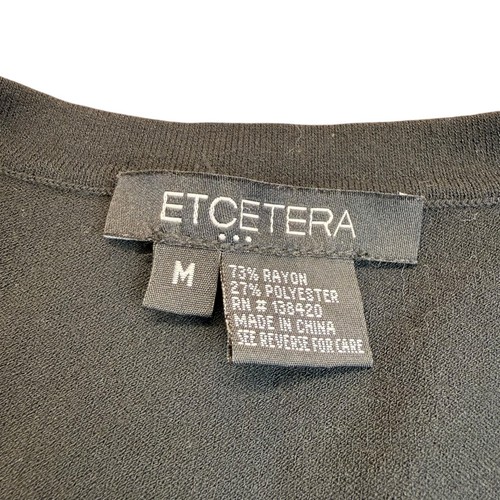 ETCETERA
...
M
73% RAYON
27% POLYESTER
RN # 138420
MADE IN CHINA
SEE REVERSE FOR CARE